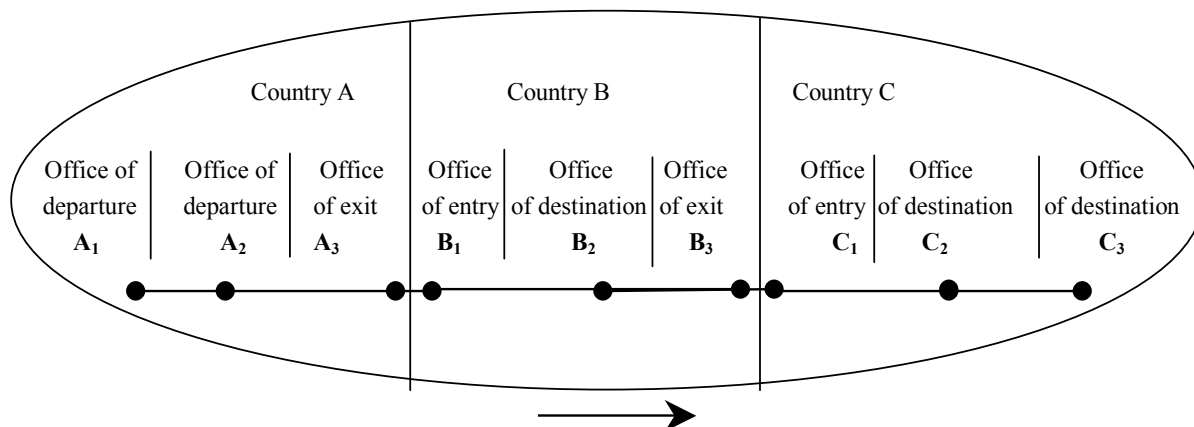 Country A
Country B
Country C
Office of
departure
A₁
Office of
departure
A₂
Office
of exit
A₃
Office
of entry
B₁
Office
of destination
B₂
Office
of exit
B₃
Office
of entry
C₁
Office
of destination
C₂
Office
of destination
C₃